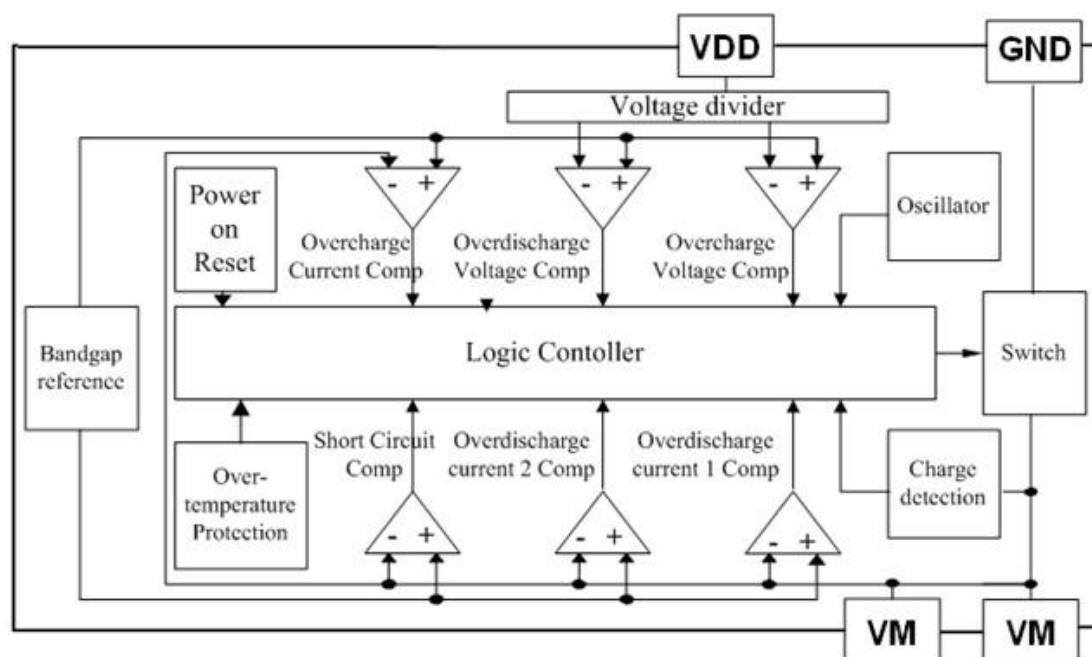 VDD
GND
Voltage divider
- +
- +
- +
Power
on
Reset
Oscillator
Overcharge
Current Comp
Overdischarge
Voltage Comp
Overcharge
Voltage Comp
Bandgap
reference
Logic Contoller
Switch
Short Circuit
Comp
Overdischarge
current 2 Comp
Overdischarge
current 1 Comp
Over-
temperature
Protection
Charge
detection
- +
- +
- +
VM
VM